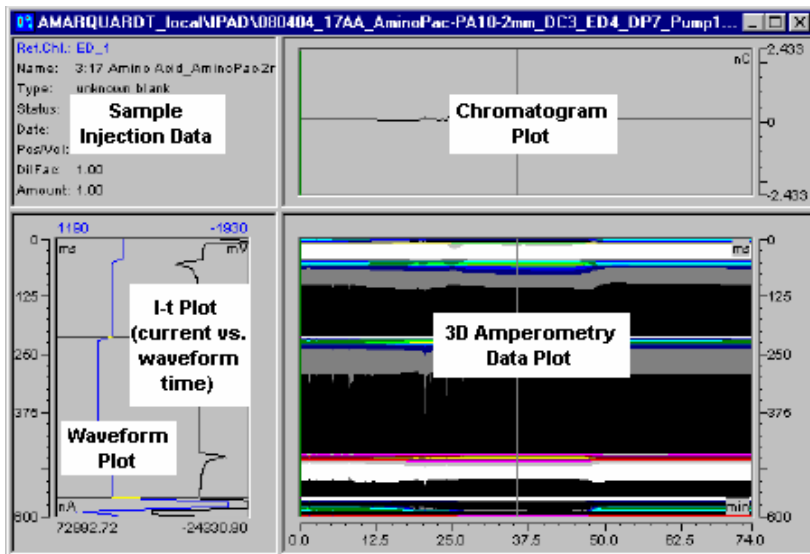 AMARQUARDT_local\IPAD\080404_17AA_AminoPac-PA10-2mm_DC3_ED4_DP7_Pump1...
Ref.Chl.: ED_1
Name: 3:17 Amino Acid_AminoPac-2r
Type: unknown blank
Status:
Date:
Pos/Vol:
Dil Fac: 1.00
Amount: 1.00
Sample
Injection Data
2.433
nC
Chromatogram
Plot
0
-2.433
1190 -1930
0 ms mV
125
250
375
600
I-t Plot
(current vs.
waveform
time)
Waveform
Plot
nA
72992.72 -24330.90
ms 0
125
250
375
600
3D Amperometry
Data Plot
min
0.0 12.5 25.0 37.5 50.0 62.5 74.0